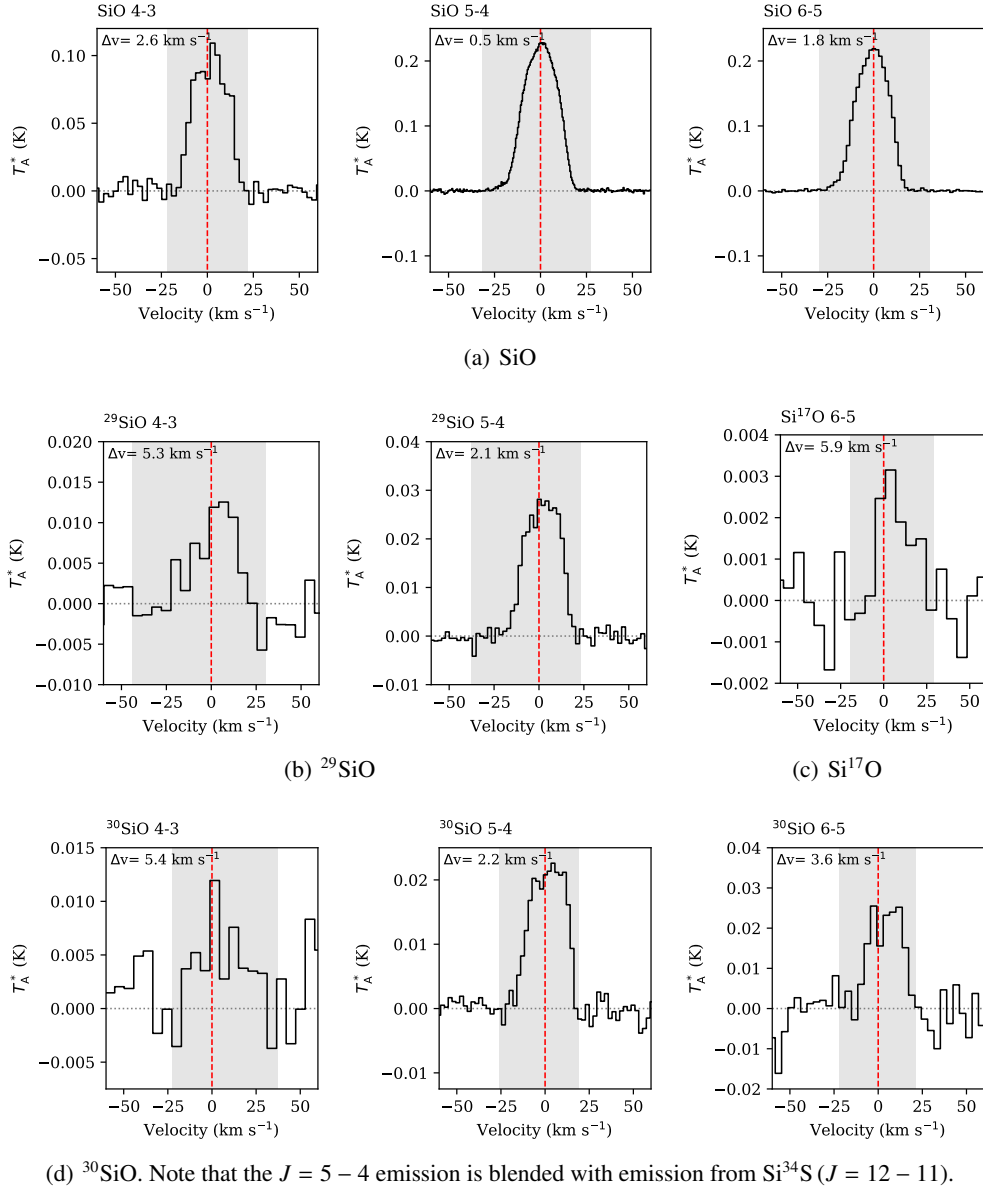 SiO 4-3
Δv= 2.6 km s⁻¹
0.10
0.05
0.00
−0.05
T*A (K)
−50 −25 0 25 50
Velocity (km s⁻¹)
SiO 5-4
Δv= 0.5 km s⁻¹
0.2
0.1
0.0
−0.1
T*A (K)
−50 −25 0 25 50
Velocity (km s⁻¹)
SiO 6-5
Δv= 1.8 km s⁻¹
0.2
0.1
0.0
−0.1
T*A (K)
−50 −25 0 25 50
Velocity (km s⁻¹)
(a) SiO
²⁹SiO 4-3
Δv= 5.3 km s⁻¹
0.020
0.015
0.010
0.005
0.000
−0.005
−0.010
T*A (K)
−50 −25 0 25 50
Velocity (km s⁻¹)
²⁹SiO 5-4
Δv= 2.1 km s⁻¹
0.04
0.03
0.02
0.01
0.00
−0.01
T*A (K)
−50 −25 0 25 50
Velocity (km s⁻¹)
(b) ²⁹SiO
Si¹⁷O 6-5
Δv= 5.9 km s⁻¹
0.004
0.003
0.002
0.001
0.000
−0.001
−0.002
T*A (K)
−50 −25 0 25 50
Velocity (km s⁻¹)
(c) Si¹⁷O
³⁰SiO 4-3
Δv= 5.4 km s⁻¹
0.015
0.010
0.005
0.000
−0.005
T*A (K)
−50 −25 0 25 50
Velocity (km s⁻¹)
³⁰SiO 5-4
Δv= 2.2 km s⁻¹
0.02
0.01
0.00
−0.01
T*A (K)
−50 −25 0 25 50
Velocity (km s⁻¹)
³⁰SiO 6-5
Δv= 3.6 km s⁻¹
0.04
0.03
0.02
0.01
0.00
−0.01
−0.02
T*A (K)
−50 −25 0 25 50
Velocity (km s⁻¹)
(d) ³⁰SiO. Note that the J = 5 − 4 emission is blended with emission from Si³⁴S (J = 12 − 11).